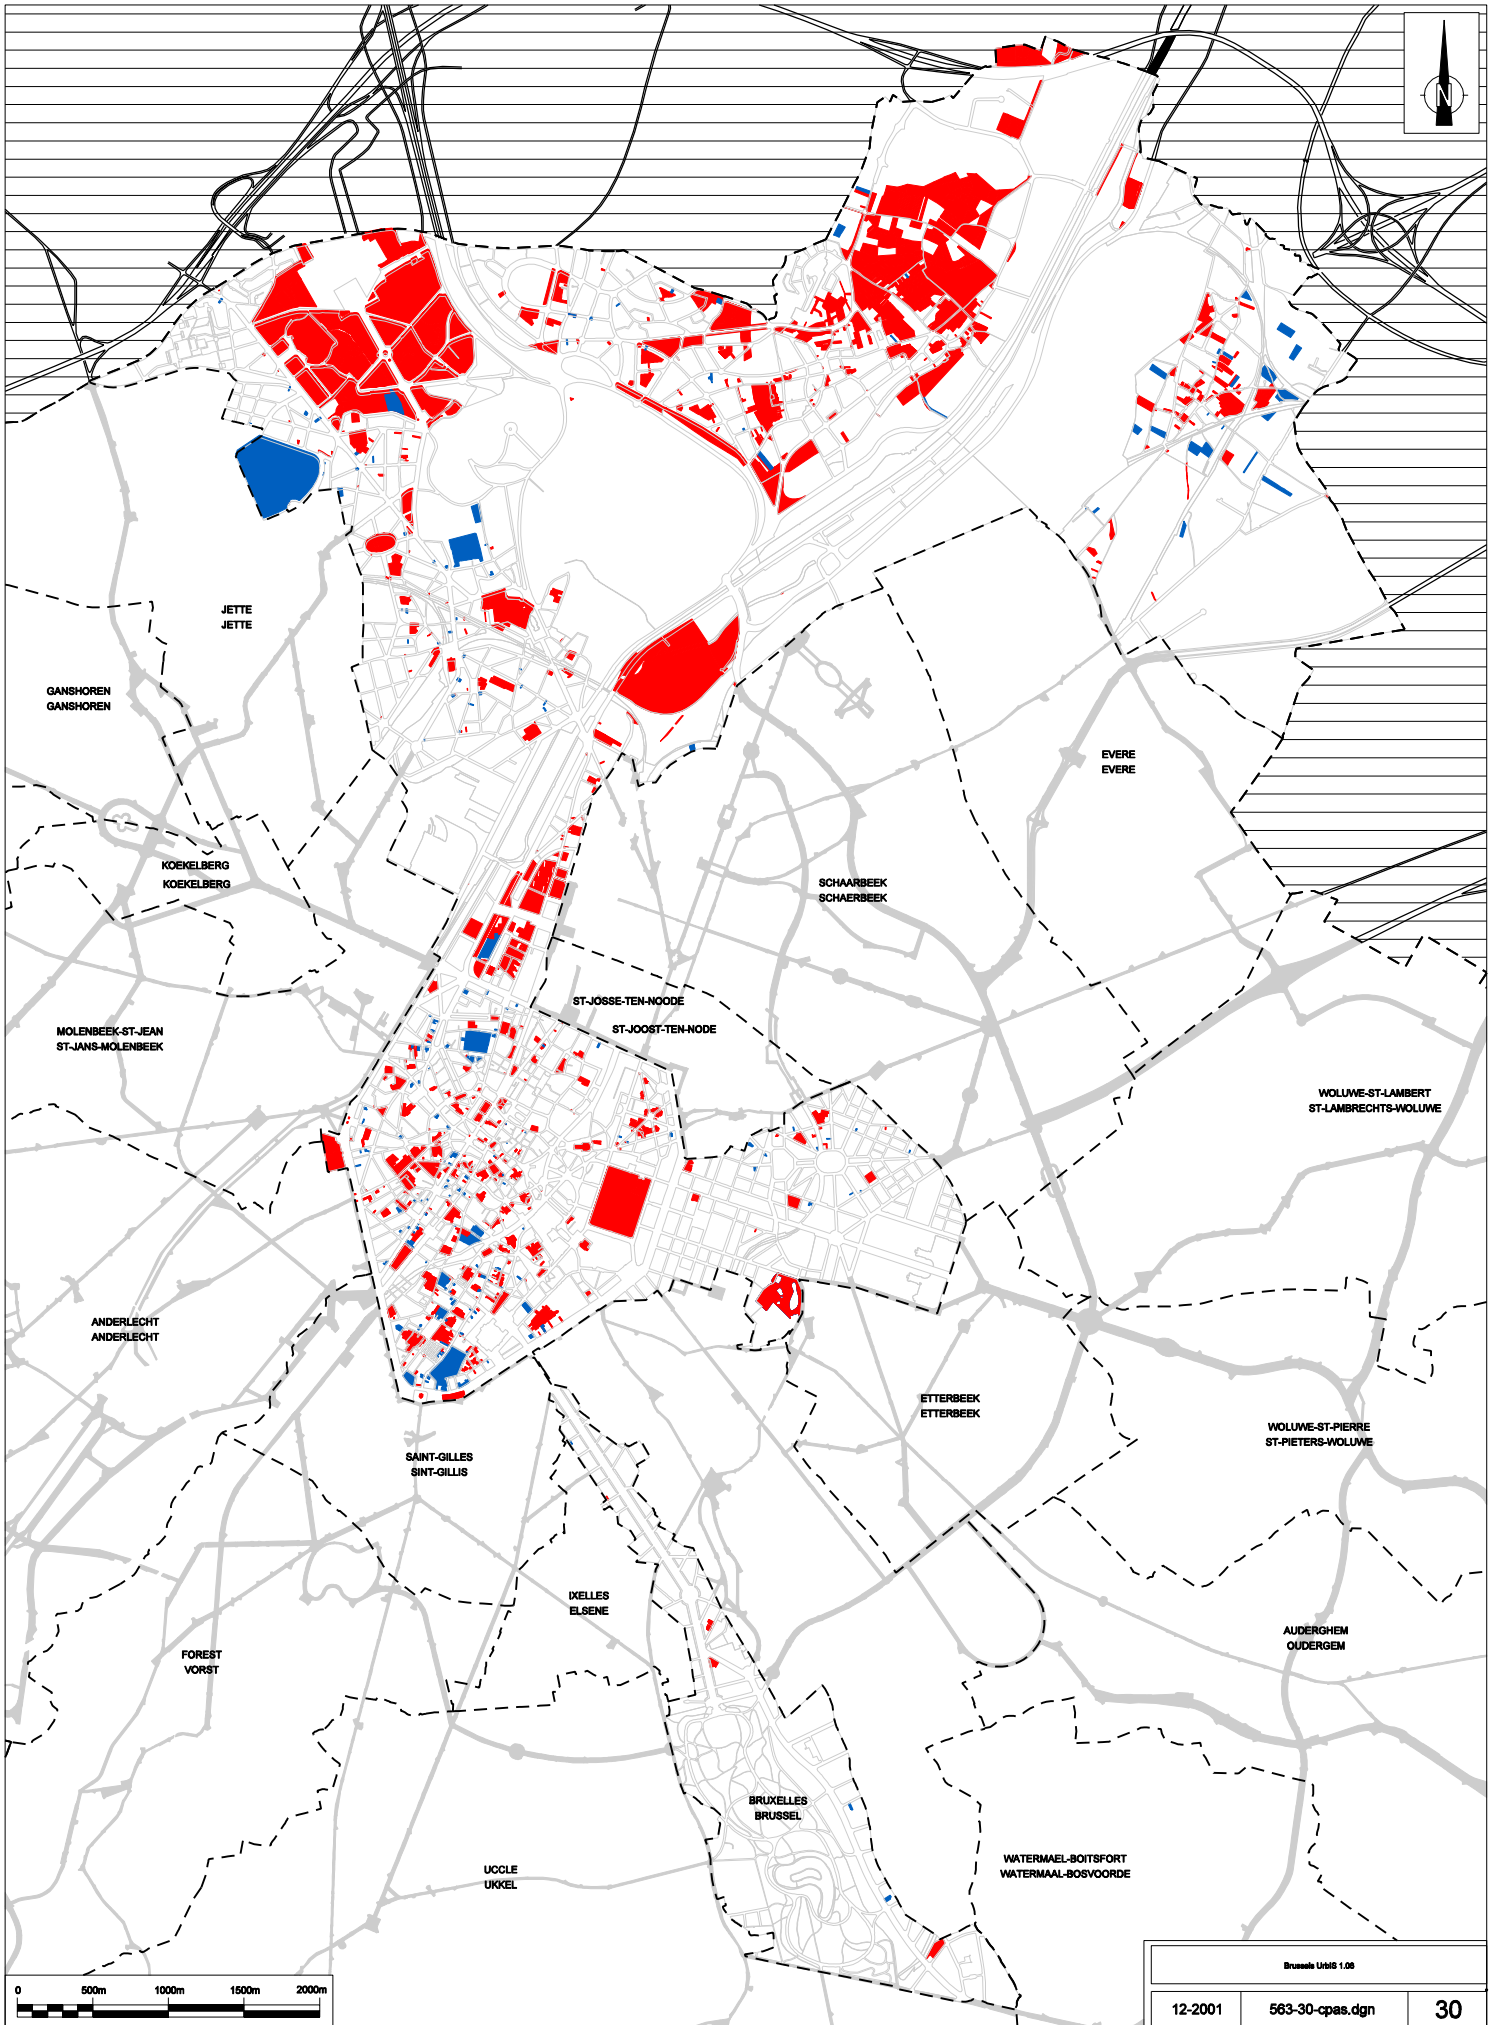 N
JETTE
JETTE
GANSHOREN
GANSHOREN
EVERE
EVERE
KOEKELBERG
KOEKELBERG
SCHAARBEEK
SCHAERBEEK
ST-JOSSE-TEN-NOODE
ST-JOOST-TEN-NODE
MOLENBEEK-ST-JEAN
ST-JANS-MOLENBEEK
WOLUWE-ST-LAMBERT
ST-LAMBRECHTS-WOLUWE
ANDERLECHT
ANDERLECHT
ETTERBEEK
ETTERBEEK
WOLUWE-ST-PIERRE
ST-PIETERS-WOLUWE
SAINT-GILLES
SINT-GILLIS
IXELLES
ELSENE
AUDERGHEM
OUDERGEM
FOREST
VORST
BRUXELLES
BRUSSEL
WATERMAEL-BOITSFORT
WATERMAAL-BOSVOORDE
UCCLE
UKKEL
0 500m 1000m 1500m 2000m
Brussels UrbIS 1.08
12-2001 563-30-cpas.dgn 30